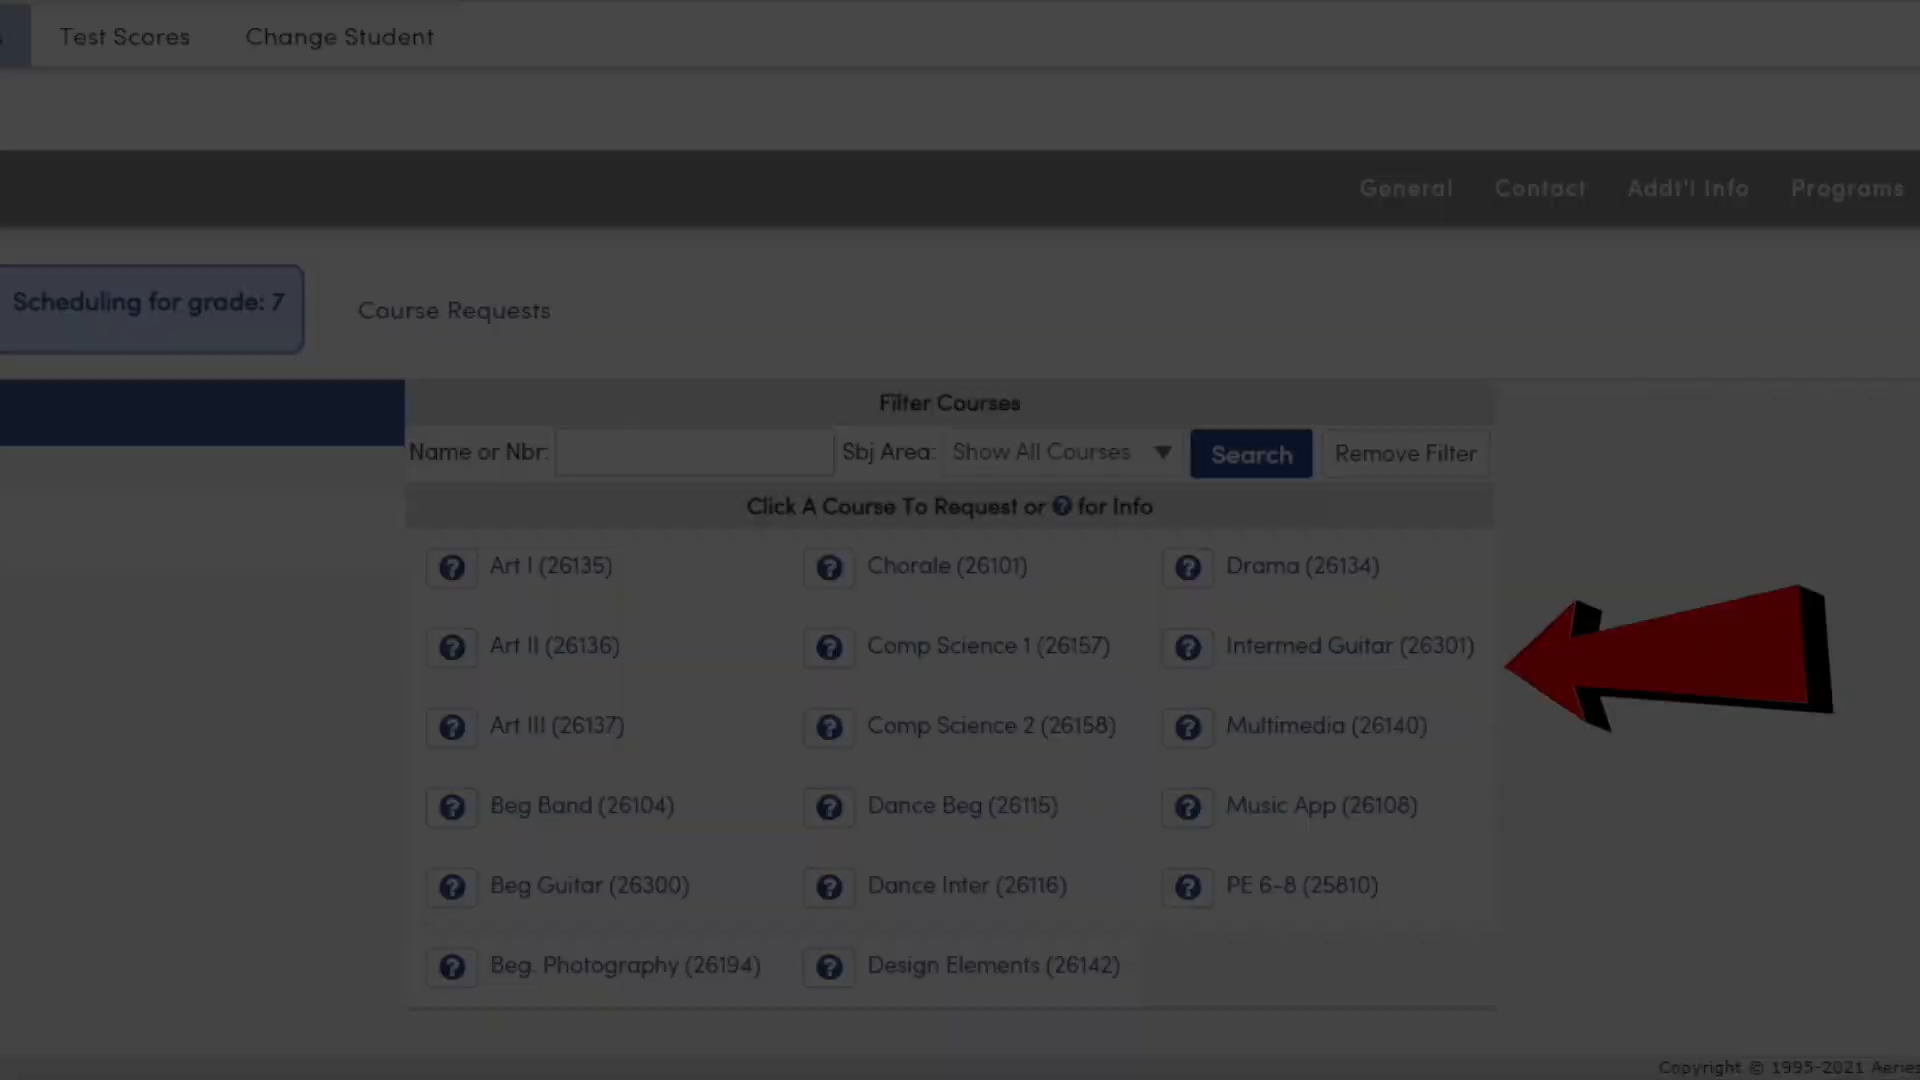 Test Scores Change Student
General Contact Addt'l Info Programs
Scheduling for grade: 7 Course Requests
Filter Courses
Name or Nbr: Sbj Area: Show All Courses Search Remove Filter
Click A Course To Request or ? for Info
? Art I (26135) ? Chorale (26101) ? Drama (26134)
? Art II (26136) ? Comp Science 1 (26157) ? Intermed Guitar (26301)
? Art III (26137) ? Comp Science 2 (26158) ? Multimedia (26140)
? Beg Band (26104) ? Dance Beg (26115) ? Music App (26108)
? Beg Guitar (26300) ? Dance Inter (26116) ? PE 6-8 (25810)
? Beg. Photography (26194) ? Design Elements (26142)
Copyright © 1995-2021 Aeries